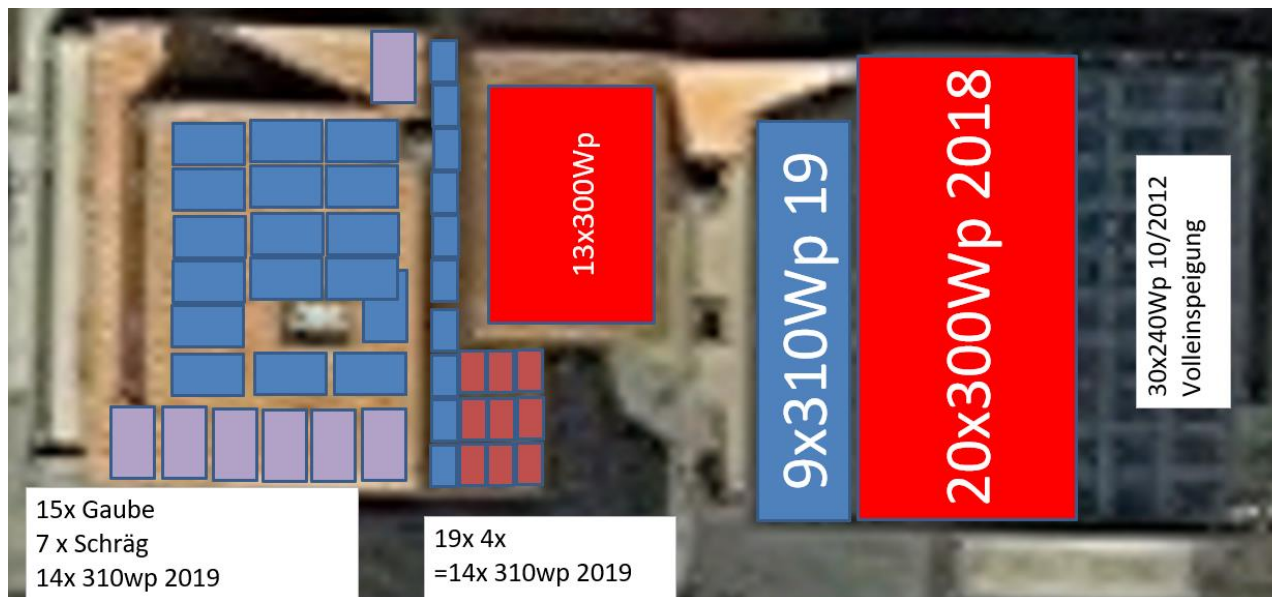 13x300Wp
9x310Wp 19
20x300Wp 2018
30x240Wp 10/2012
Volleinspeigung
15x Gaube
7 x Schräg
14x 310wp 2019
19x 4x
=14x 310wp 2019